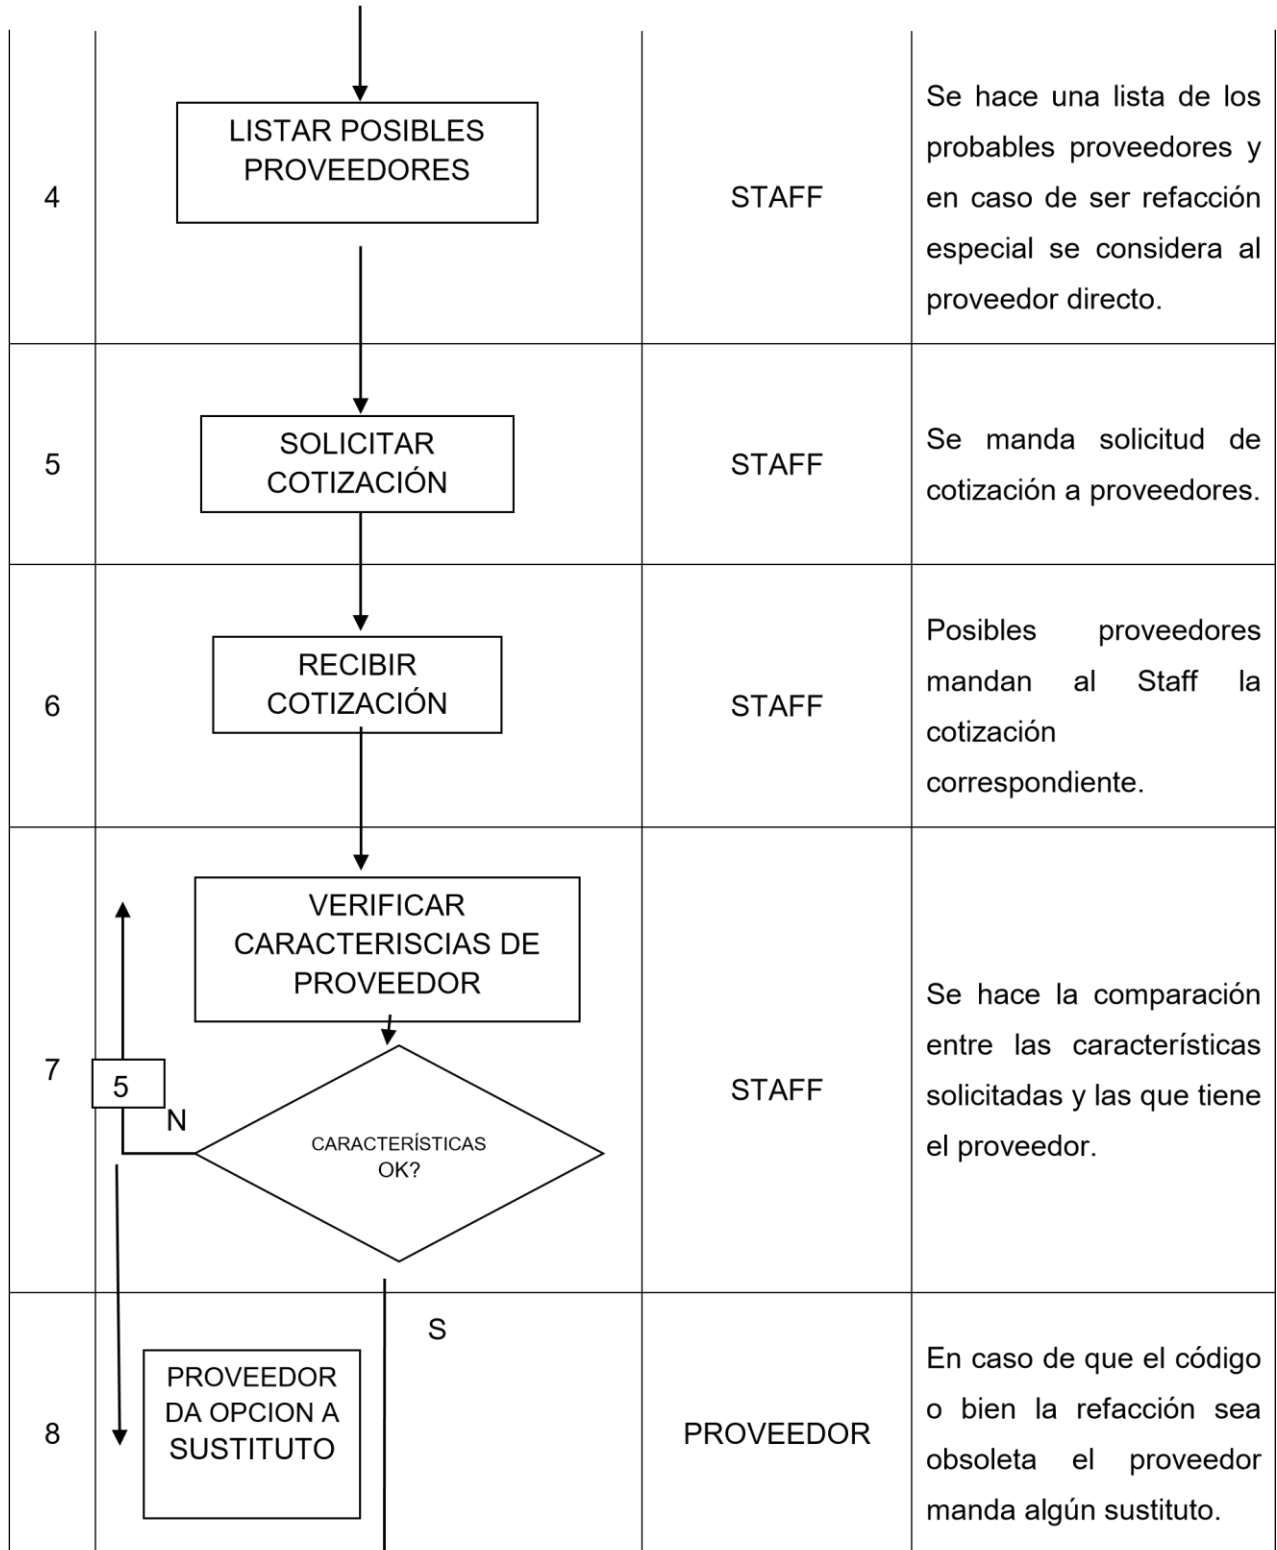 4
LISTAR POSIBLES
PROVEEDORES
STAFF
Se hace una lista de los
probables proveedores y
en caso de ser refacción
especial se considera al
proveedor directo.
5
SOLICITAR
COTIZACIÓN
STAFF
Se manda solicitud de
cotización a proveedores.
6
RECIBIR
COTIZACIÓN
STAFF
Posibles proveedores
mandan al Staff la
cotización
correspondiente.
7
VERIFICAR
CARACTERISCIAS DE
PROVEEDOR
5
N
CARACTERÍSTICAS
OK?
STAFF
Se hace la comparación
entre las características
solicitadas y las que tiene
el proveedor.
8
S
PROVEEDOR
DA OPCION A
SUSTITUTO
PROVEEDOR
En caso de que el código
o bien la refacción sea
obsoleta el proveedor
manda algún sustituto.